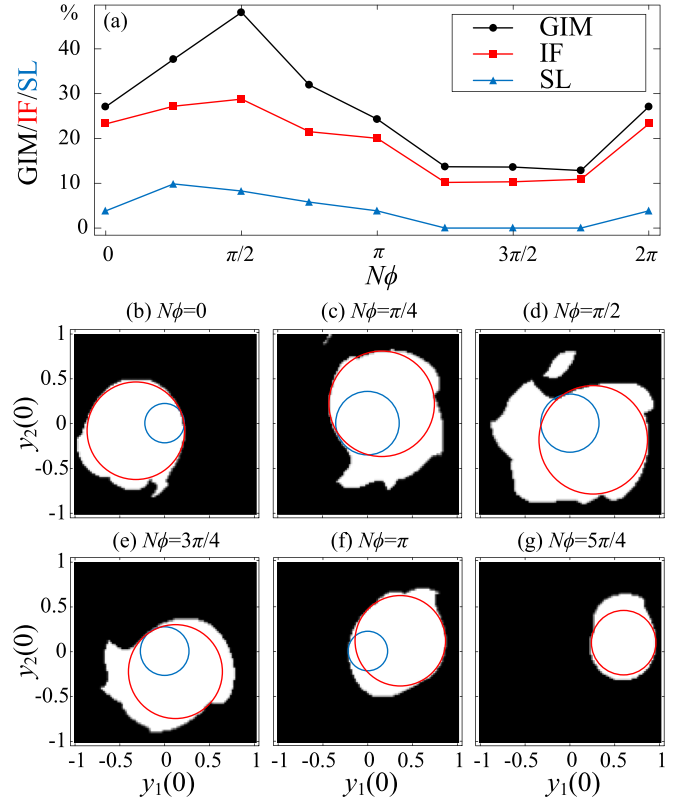 %
(a)
GIM
IF
SL
40
30
20
10
0
GIM/IF/SL
0
π/2
π
3π/2
2π
Nϕ
(b) Nϕ=0
(c) Nϕ=π/4
(d) Nϕ=π/2
1
0.5
0
-0.5
-1
y₂(0)
(e) Nϕ=3π/4
(f) Nϕ=π
(g) Nϕ=5π/4
1
0.5
0
-0.5
-1
y₂(0)
-1 -0.5 0 0.5 1
-1 -0.5 0 0.5 1
-1 -0.5 0 0.5 1
y₁(0)
y₁(0)
y₁(0)